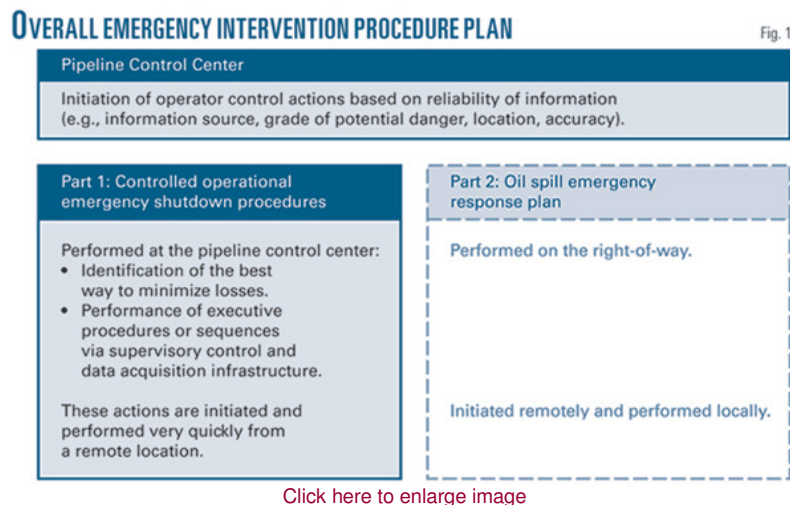 OVERALL EMERGENCY INTERVENTION PROCEDURE PLAN
Fig. 1
Pipeline Control Center
Initiation of operator control actions based on reliability of information
(e.g., information source, grade of potential danger, location, accuracy).
Part 1: Controlled operational
emergency shutdown procedures
Performed at the pipeline control center:
• Identification of the best
way to minimize losses.
• Performance of executive
procedures or sequences
via supervisory control and
data acquisition infrastructure.
These actions are initiated and
performed very quickly from
a remote location.
Part 2: Oil spill emergency
response plan
Performed on the right-of-way.
Initiated remotely and performed locally.
Click here to enlarge image